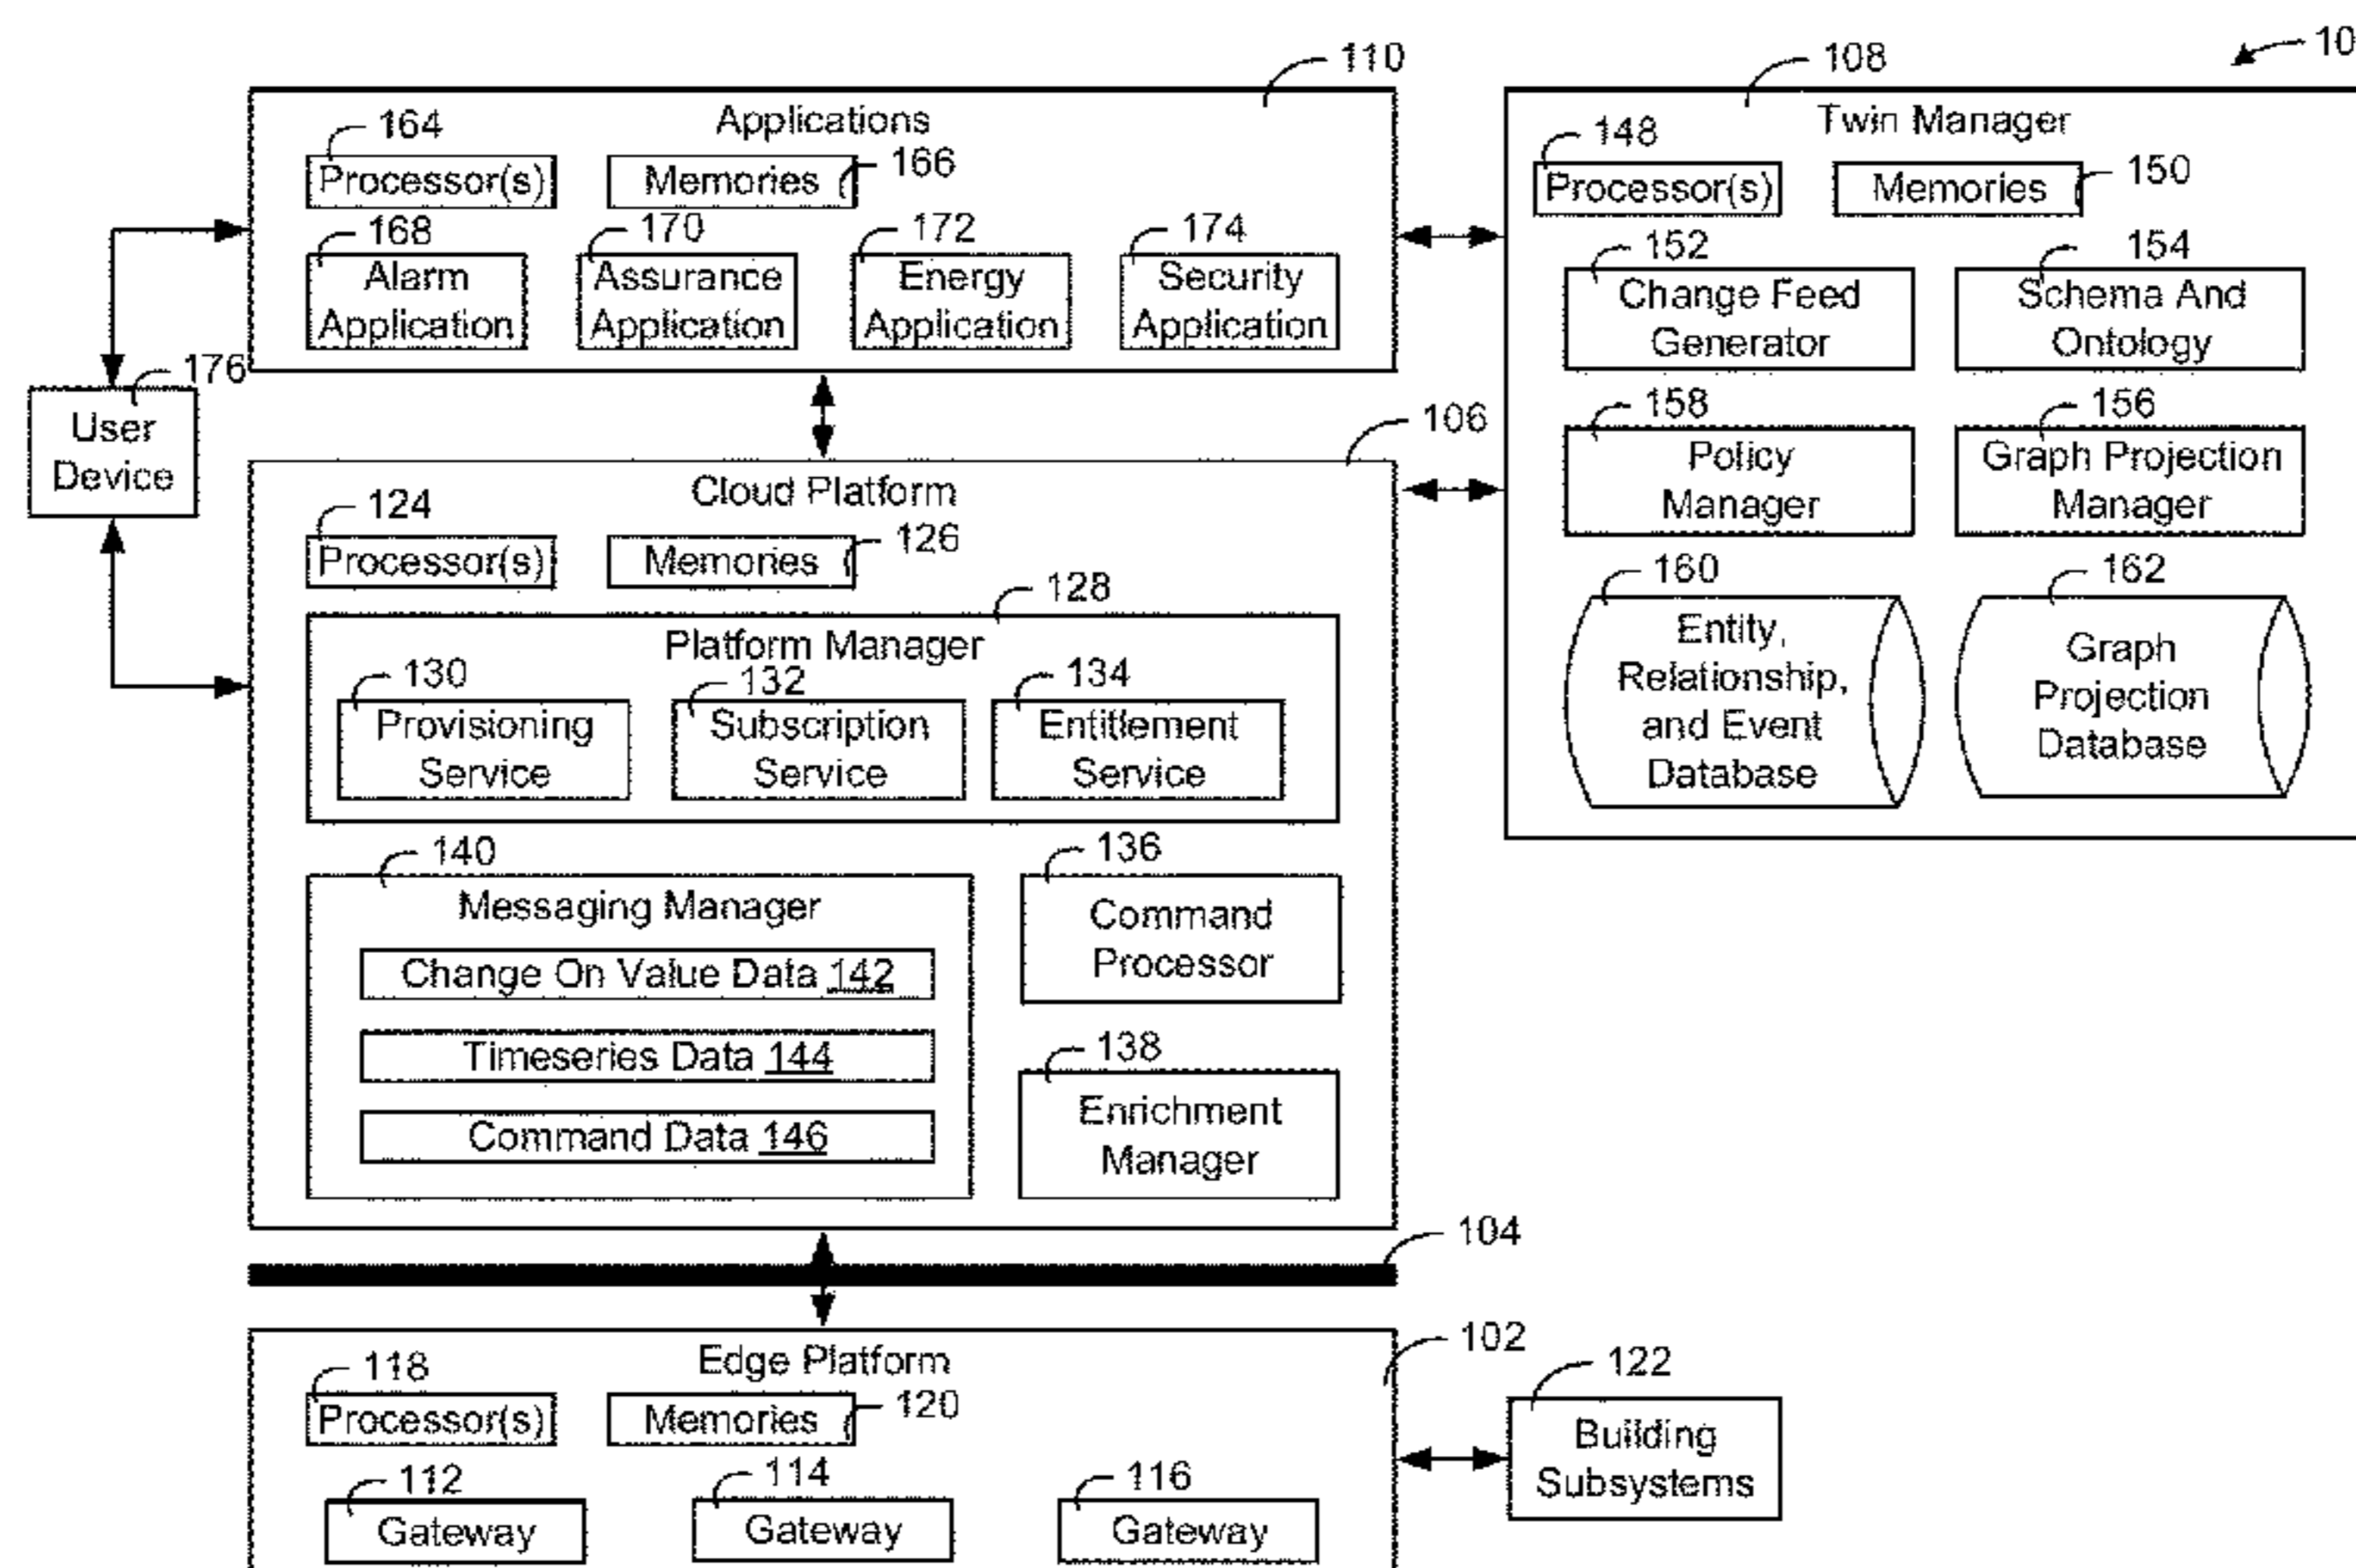 10
110
108
Applications
164
Processor(s)
Memories
166
168
Alarm
Application
170
Assurance
Application
172
Energy
Application
174
Security
Application
Twin Manager
148
Processor(s)
Memories
150
152
Change Feed
Generator
154
Schema And
Ontology
158
Policy
Manager
156
Graph Projection
Manager
160
Entity,
Relationship,
and Event
Database
162
Graph
Projection
Database
176
User
Device
106
Cloud Platform
124
Processor(s)
Memories
126
128
Platform Manager
130
Provisioning
Service
132
Subscription
Service
134
Entitlement
Service
140
Messaging Manager
Change On Value Data 142
Timeseries Data 144
Command Data 146
136
Command
Processor
138
Enrichment
Manager
104
102
Edge Platform
118
Processor(s)
Memories
120
112
Gateway
114
Gateway
116
Gateway
122
Building
Subsystems